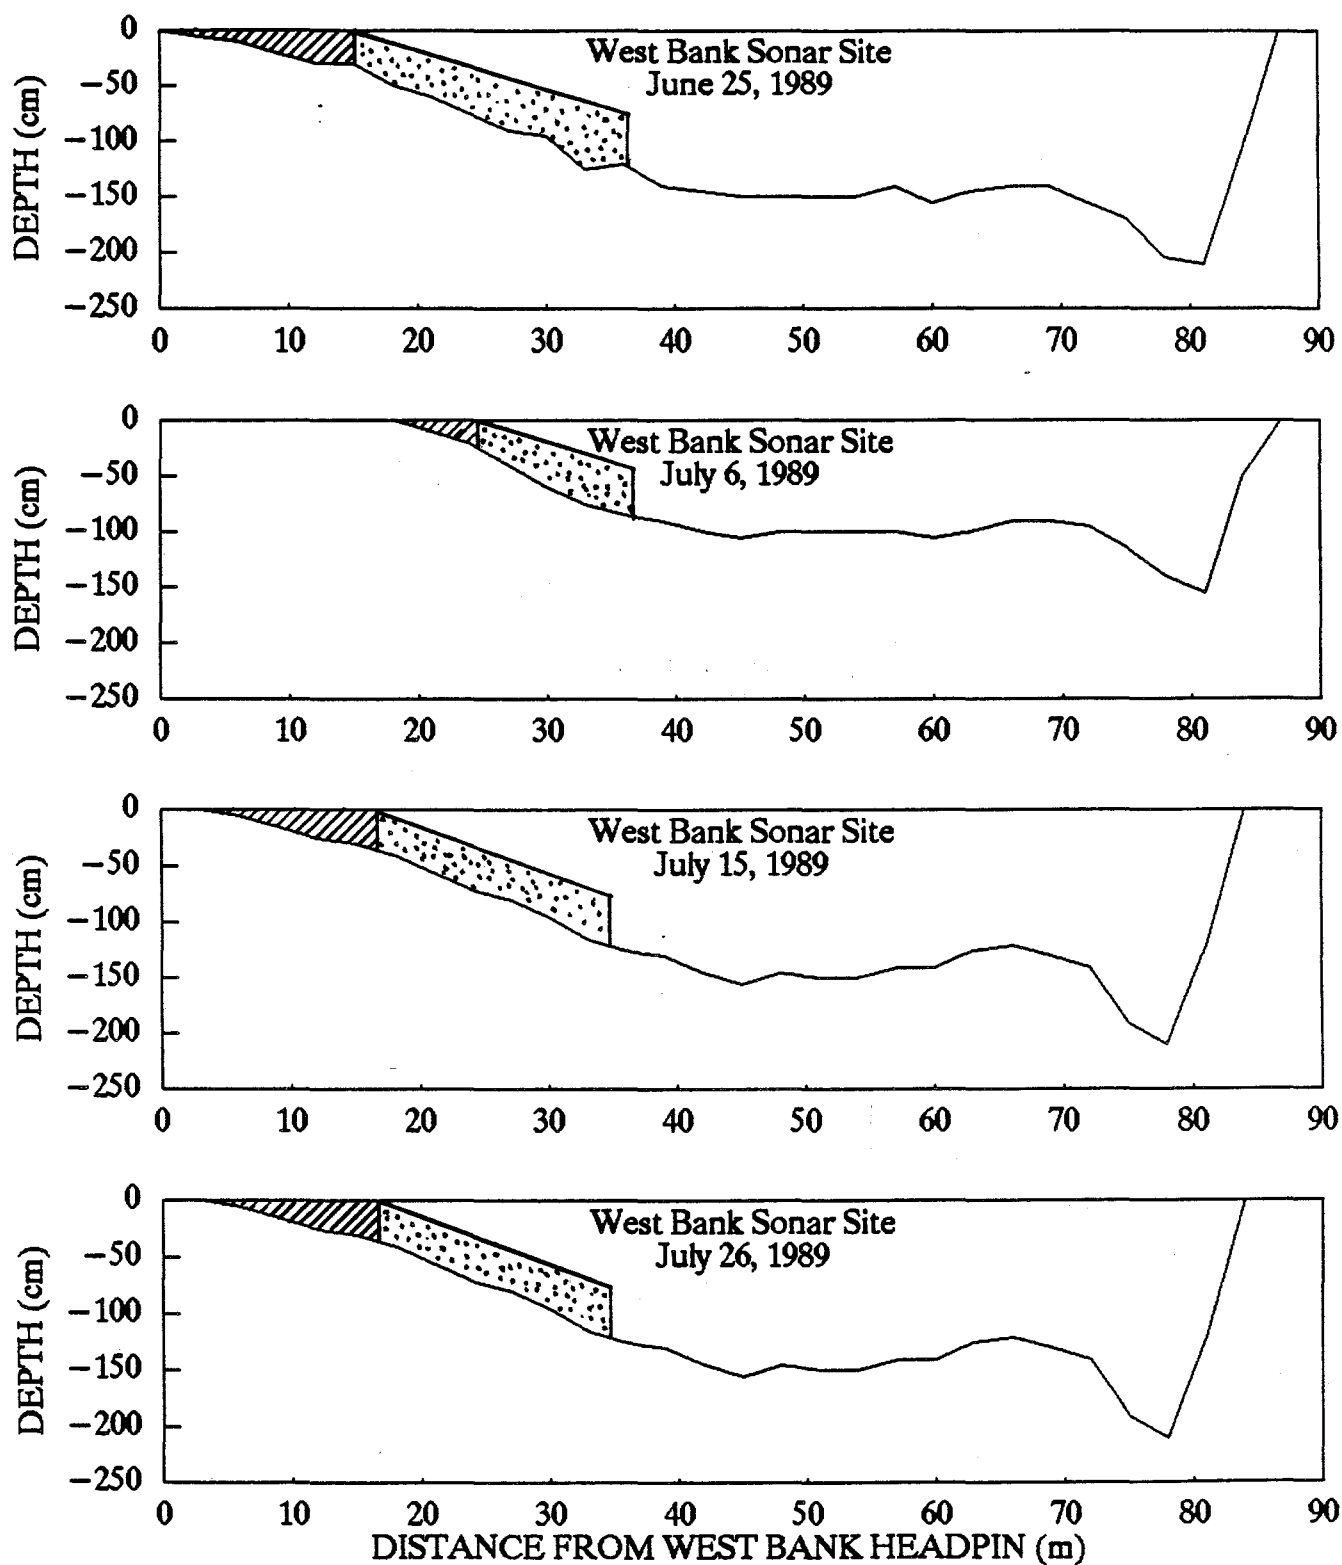 West Bank Sonar Site
June 25, 1989
DEPTH (cm)
0
−50
−100
−150
−200
−250
0 10 20 30 40 50 60 70 80 90
West Bank Sonar Site
July 6, 1989
DEPTH (cm)
0
−50
−100
−150
−200
−250
0 10 20 30 40 50 60 70 80 90
West Bank Sonar Site
July 15, 1989
DEPTH (cm)
0
−50
−100
−150
−200
−250
0 10 20 30 40 50 60 70 80 90
West Bank Sonar Site
July 26, 1989
DEPTH (cm)
0
−50
−100
−150
−200
−250
0 10 20 30 40 50 60 70 80 90
DISTANCE FROM WEST BANK HEADPIN (m)